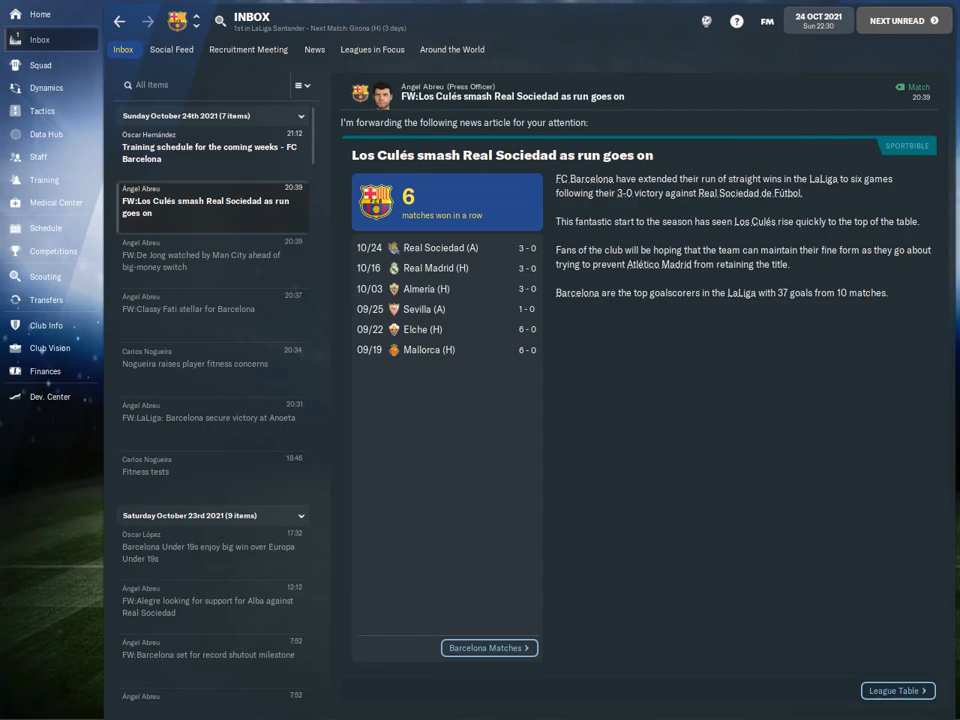 Home
INBOX
1st in LaLiga Santander - Next Match: Girona (H) (3 days)
FM
24 OCT 2021
Sun 22:30
NEXT UNREAD
1
Inbox
Inbox
Social Feed
Recruitment Meeting
News
Leagues in Focus
Around the World
Squad
Dynamics
Tactics
Data Hub
Staff
Training
Medical Center
Schedule
Competitions
Scouting
Transfers
Club Info
Club Vision
Finances
Dev. Center
All Items
Sunday October 24th 2021 (7 items)
Óscar Hernández
21:12
Training schedule for the coming weeks - FC
Barcelona
Ángel Abreu
20:39
FW:Los Culés smash Real Sociedad as run
goes on
Ángel Abreu
20:39
FW:De Jong watched by Man City ahead of
big-money switch
Ángel Abreu
20:37
FW:Classy Fati stellar for Barcelona
Carlos Nogueira
20:34
Nogueira raises player fitness concerns
Ángel Abreu
20:31
FW:LaLiga: Barcelona secure victory at Anoeta
Carlos Nogueira
18:46
Fitness tests
Saturday October 23rd 2021 (9 items)
Óscar López
17:32
Barcelona Under 19s enjoy big win over Europa
Under 19s
Ángel Abreu
12:12
FW:Alegre looking for support for Alba against
Real Sociedad
Ángel Abreu
7:52
FW:Barcelona set for record shutout milestone
Ángel Abreu
7:52
Ángel Abreu (Press Officer)
FW:Los Culés smash Real Sociedad as run goes on
Match
20:39
I'm forwarding the following news article for your attention:
SPORTBIBLE
Los Culés smash Real Sociedad as run goes on
6
matches won in a row
10/24 Real Sociedad (A) 3 - 0
10/16 Real Madrid (H) 3 - 0
10/03 Almería (H) 3 - 0
09/25 Sevilla (A) 1 - 0
09/22 Elche (H) 6 - 0
09/19 Mallorca (H) 6 - 0
Barcelona Matches
FC Barcelona have extended their run of straight wins in the LaLiga to six games
following their 3-0 victory against Real Sociedad de Fútbol.
This fantastic start to the season has seen Los Culés rise quickly to the top of the table.
Fans of the club will be hoping that the team can maintain their fine form as they go about
trying to prevent Atlético Madrid from retaining the title.
Barcelona are the top goalscorers in the LaLiga with 37 goals from 10 matches.
League Table